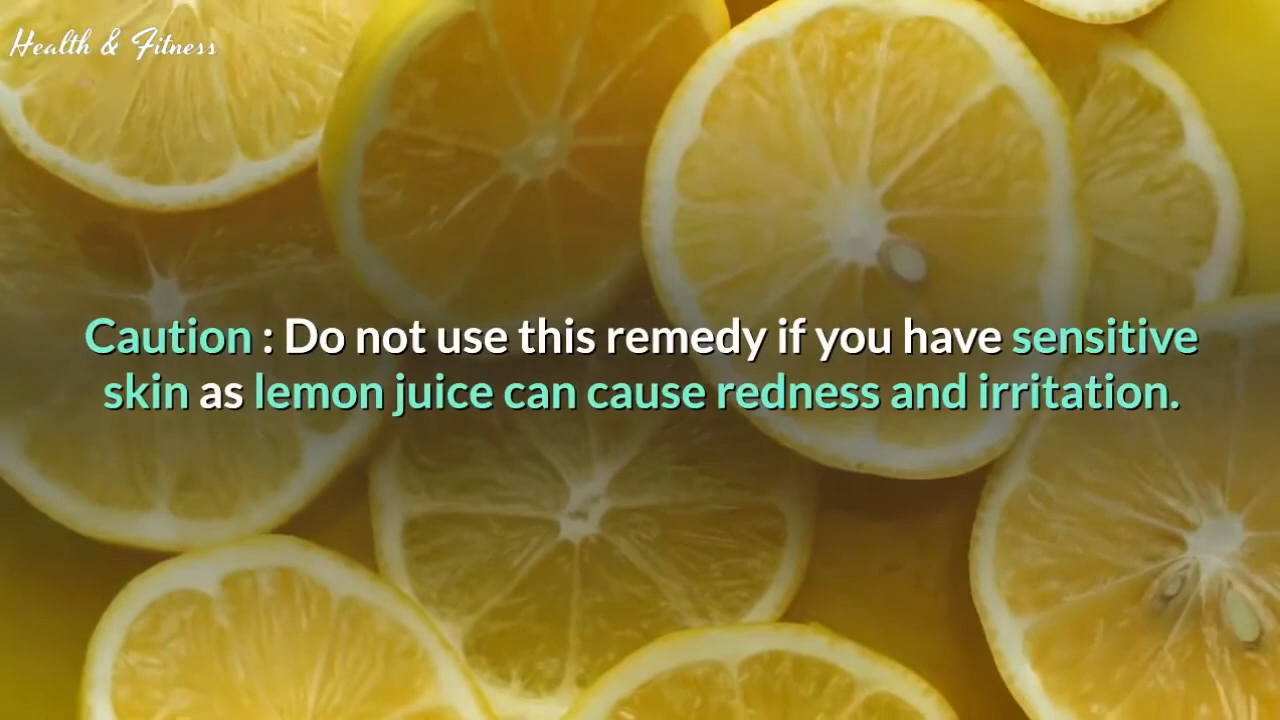 Health & Fitness
Caution : Do not use this remedy if you have sensitive
skin as lemon juice can cause redness and irritation.